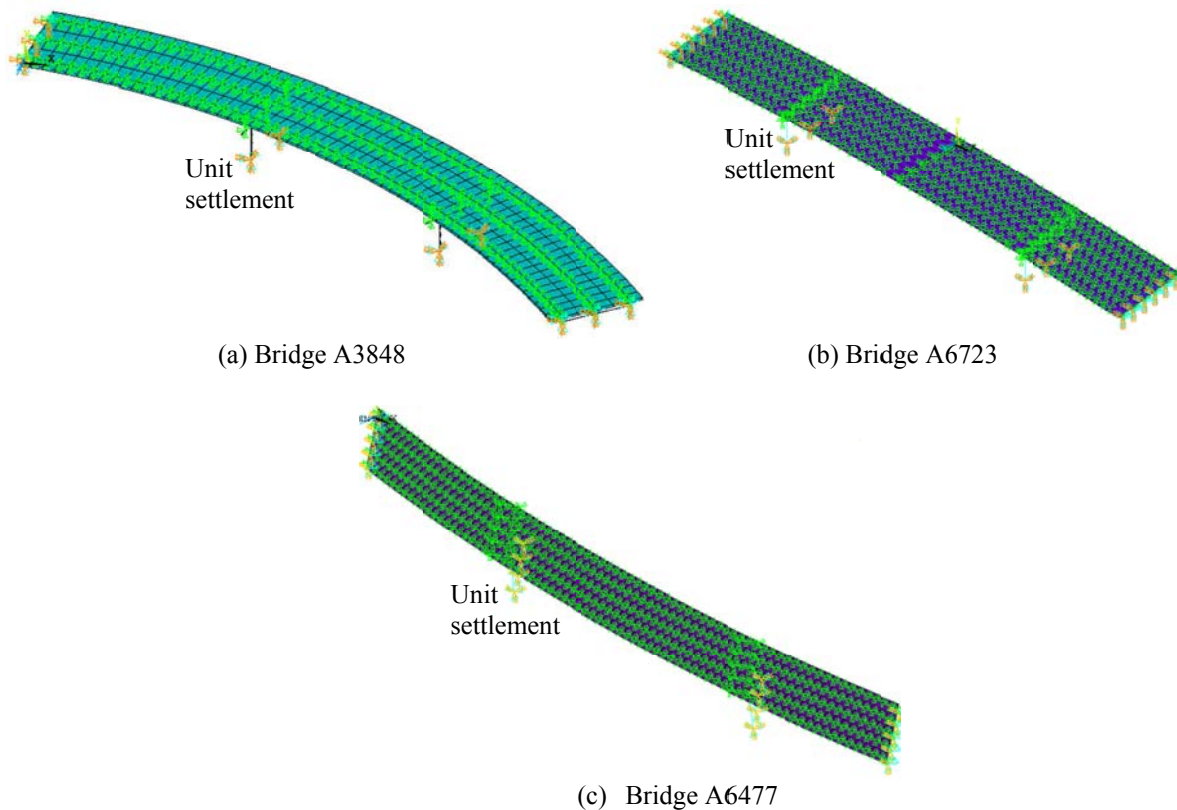 Unit
settlement
Unit
settlement
(a) Bridge A3848
(b) Bridge A6723
Unit
settlement
(c) Bridge A6477